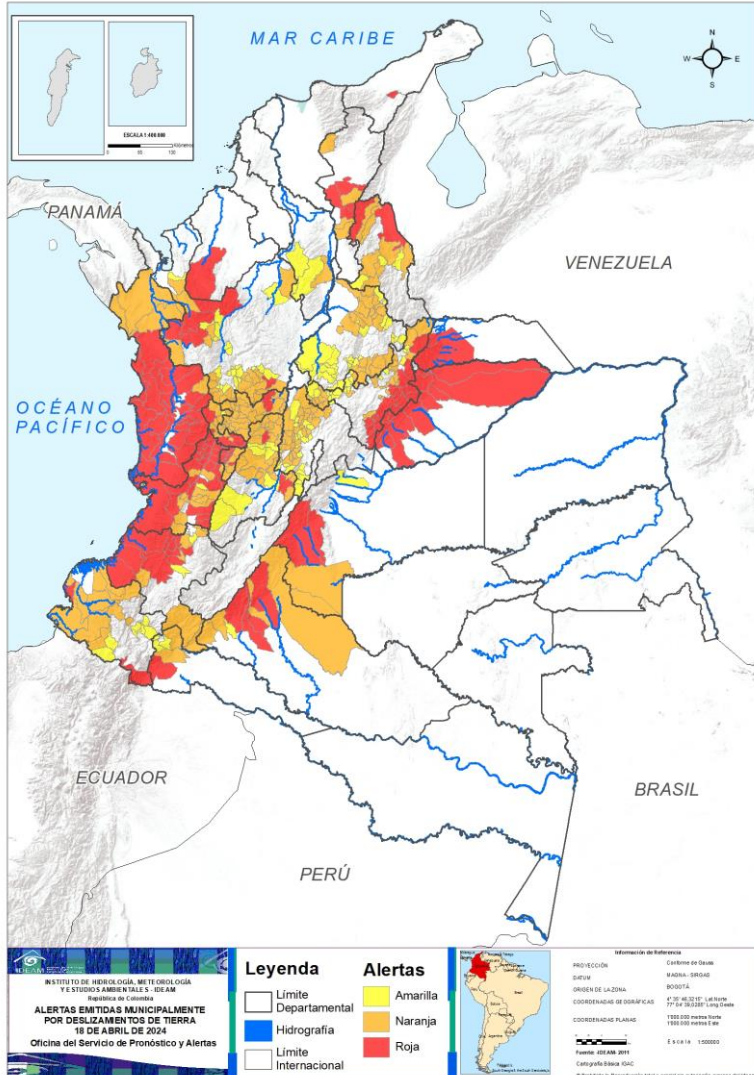 MAR CARIBE
N
W
E
S
ESCALA 1:400.000
PANAMÁ
VENEZUELA
OCÉANO
PACÍFICO
ECUADOR
BRASIL
PERÚ
IDEAM
INSTITUTO DE HIDROLOGÍA, METEOROLOGÍA
Y ESTUDIOS AMBIENTALES - IDEAM
República de Colombia
ALERTAS EMITIDAS MUNICIPALMENTE
POR DESLIZAMIENTOS DE TIERRA
18 DE ABRIL DE 2024
Oficina del Servicio de Pronóstico y Alertas
Leyenda
Límite
Departamental
Hidrografía
Límite
Internacional
Alertas
Amarilla
Naranja
Roja
Información de Referencia
PROYECCIÓN Conforme de Gauss
DATUM MAGNA - SIRGAS
ORIGEN DE LA ZONA BOGOTÁ
COORDENADAS GEOGRÁFICAS
COORDENADAS PLANAS 1'000.000 metros Norte
1'000.000 metros Este
Escala
Fuente: IDEAM- 2011
Cartografía Básica IGAC